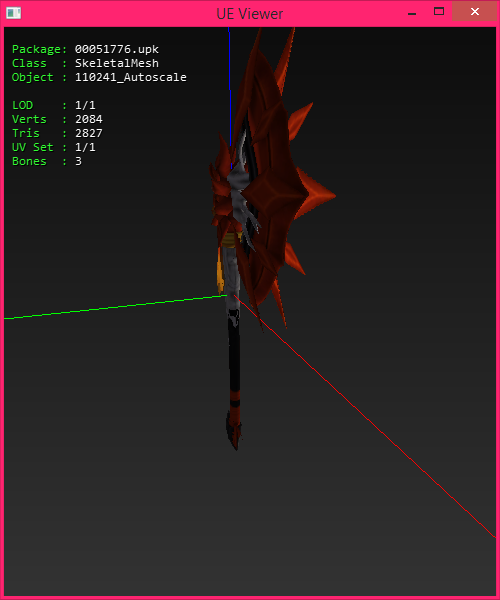 UE Viewer
Package: 00051776.upk
Class  : SkeletalMesh
Object : 110241_Autoscale
LOD    : 1/1
Verts  : 2084
Tris   : 2827
UV Set : 1/1
Bones  : 3